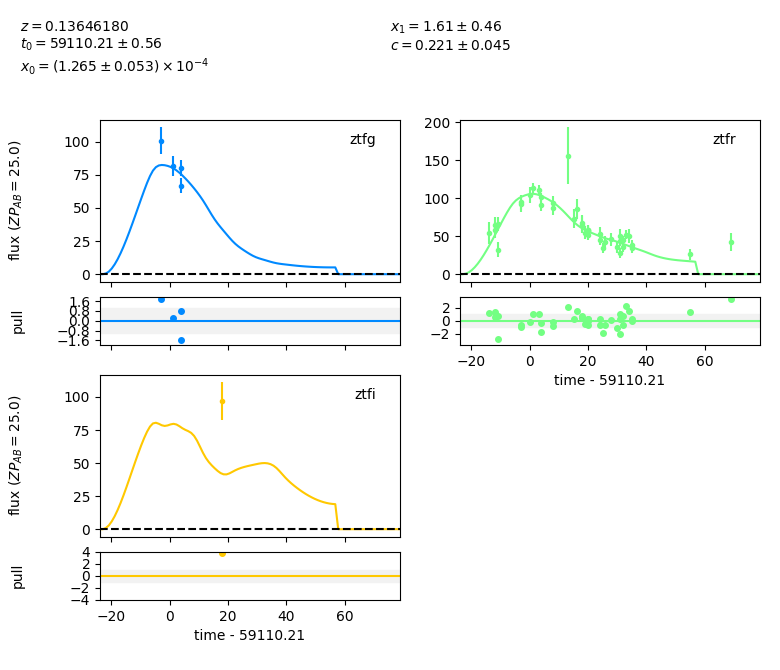 z = 0.13646180
t₀ = 59110.21 ± 0.56
x₀ = (1.265 ± 0.053) × 10⁻⁴
x₁ = 1.61 ± 0.46
c = 0.221 ± 0.045
flux (ZP_AB = 25.0)
ztfg
100
75
50
25
0
ztfr
200
150
100
50
0
pull
1.6
0.8
0.0
−0.8
−1.6
2
0
−2
−20 0 20 40 60
time - 59110.21
flux (ZP_AB = 25.0)
ztfi
100
75
50
25
0
pull
4
2
0
−2
−4
−20 0 20 40 60
time - 59110.21